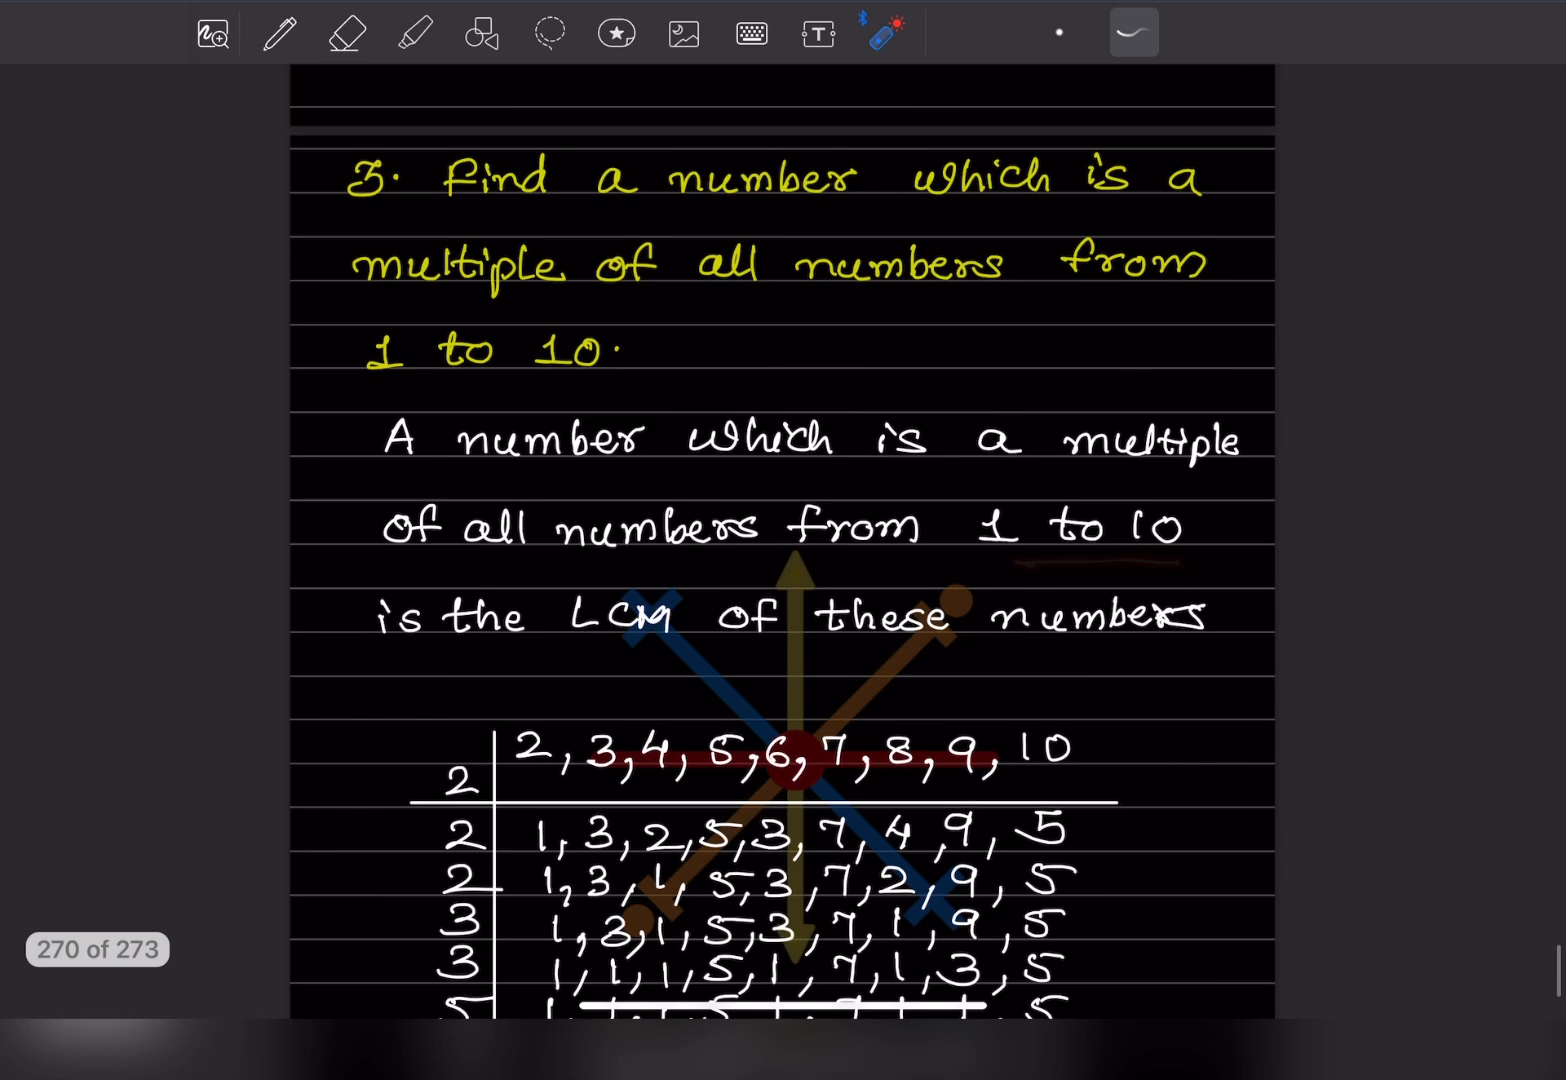 T
3. Find a number which is a
multiple of all numbers from
1 to 10.
A number which is a multiple
of all numbers from 1 to 10
is the LCM of these numbers
2 | 2, 3, 4, 5, 6, 7, 8, 9, 10
2 | 1, 3, 2, 5, 3, 7, 4, 9, 5
2 | 1, 3, 1, 5, 3, 7, 2, 9, 5
3 | 1, 3, 1, 5, 3, 7, 1, 9, 5
3 | 1, 1, 1, 5, 1, 7, 1, 3, 5
270 of 273